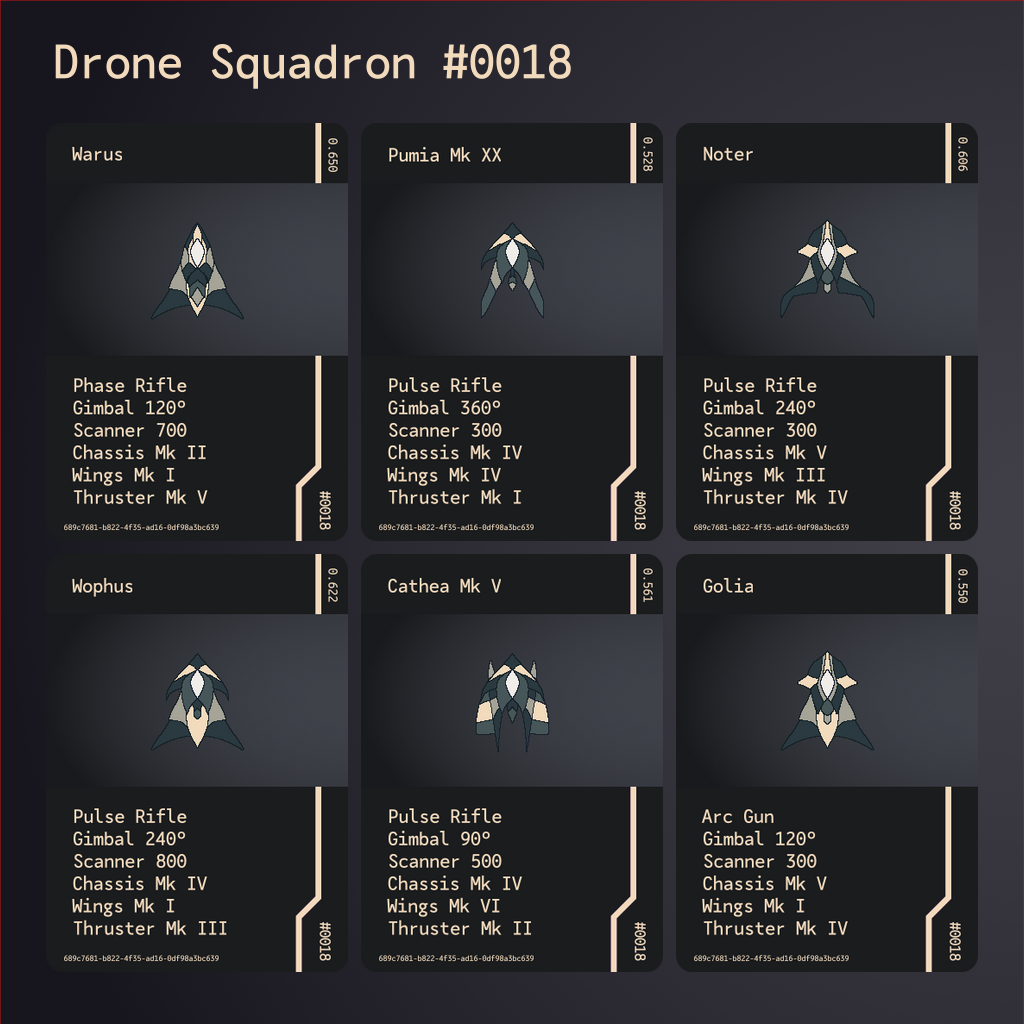 Drone Squadron #0018
Warus
0.650
Phase Rifle
Gimbal 120º
Scanner 700
Chassis Mk II
Wings Mk I
Thruster Mk V
#0018
689c7681-b822-4f35-ad16-0df98a3bc639
Pumia Mk XX
0.528
Pulse Rifle
Gimbal 360º
Scanner 300
Chassis Mk IV
Wings Mk IV
Thruster Mk I
#0018
689c7681-b822-4f35-ad16-0df98a3bc639
Noter
0.606
Pulse Rifle
Gimbal 240º
Scanner 300
Chassis Mk V
Wings Mk III
Thruster Mk IV
#0018
689c7681-b822-4f35-ad16-0df98a3bc639
Wophus
0.622
Pulse Rifle
Gimbal 240º
Scanner 800
Chassis Mk IV
Wings Mk I
Thruster Mk III
#0018
689c7681-b822-4f35-ad16-0df98a3bc639
Cathea Mk V
0.561
Pulse Rifle
Gimbal 90º
Scanner 500
Chassis Mk IV
Wings Mk VI
Thruster Mk II
#0018
689c7681-b822-4f35-ad16-0df98a3bc639
Golia
0.550
Arc Gun
Gimbal 120º
Scanner 300
Chassis Mk V
Wings Mk I
Thruster Mk IV
#0018
689c7681-b822-4f35-ad16-0df98a3bc639